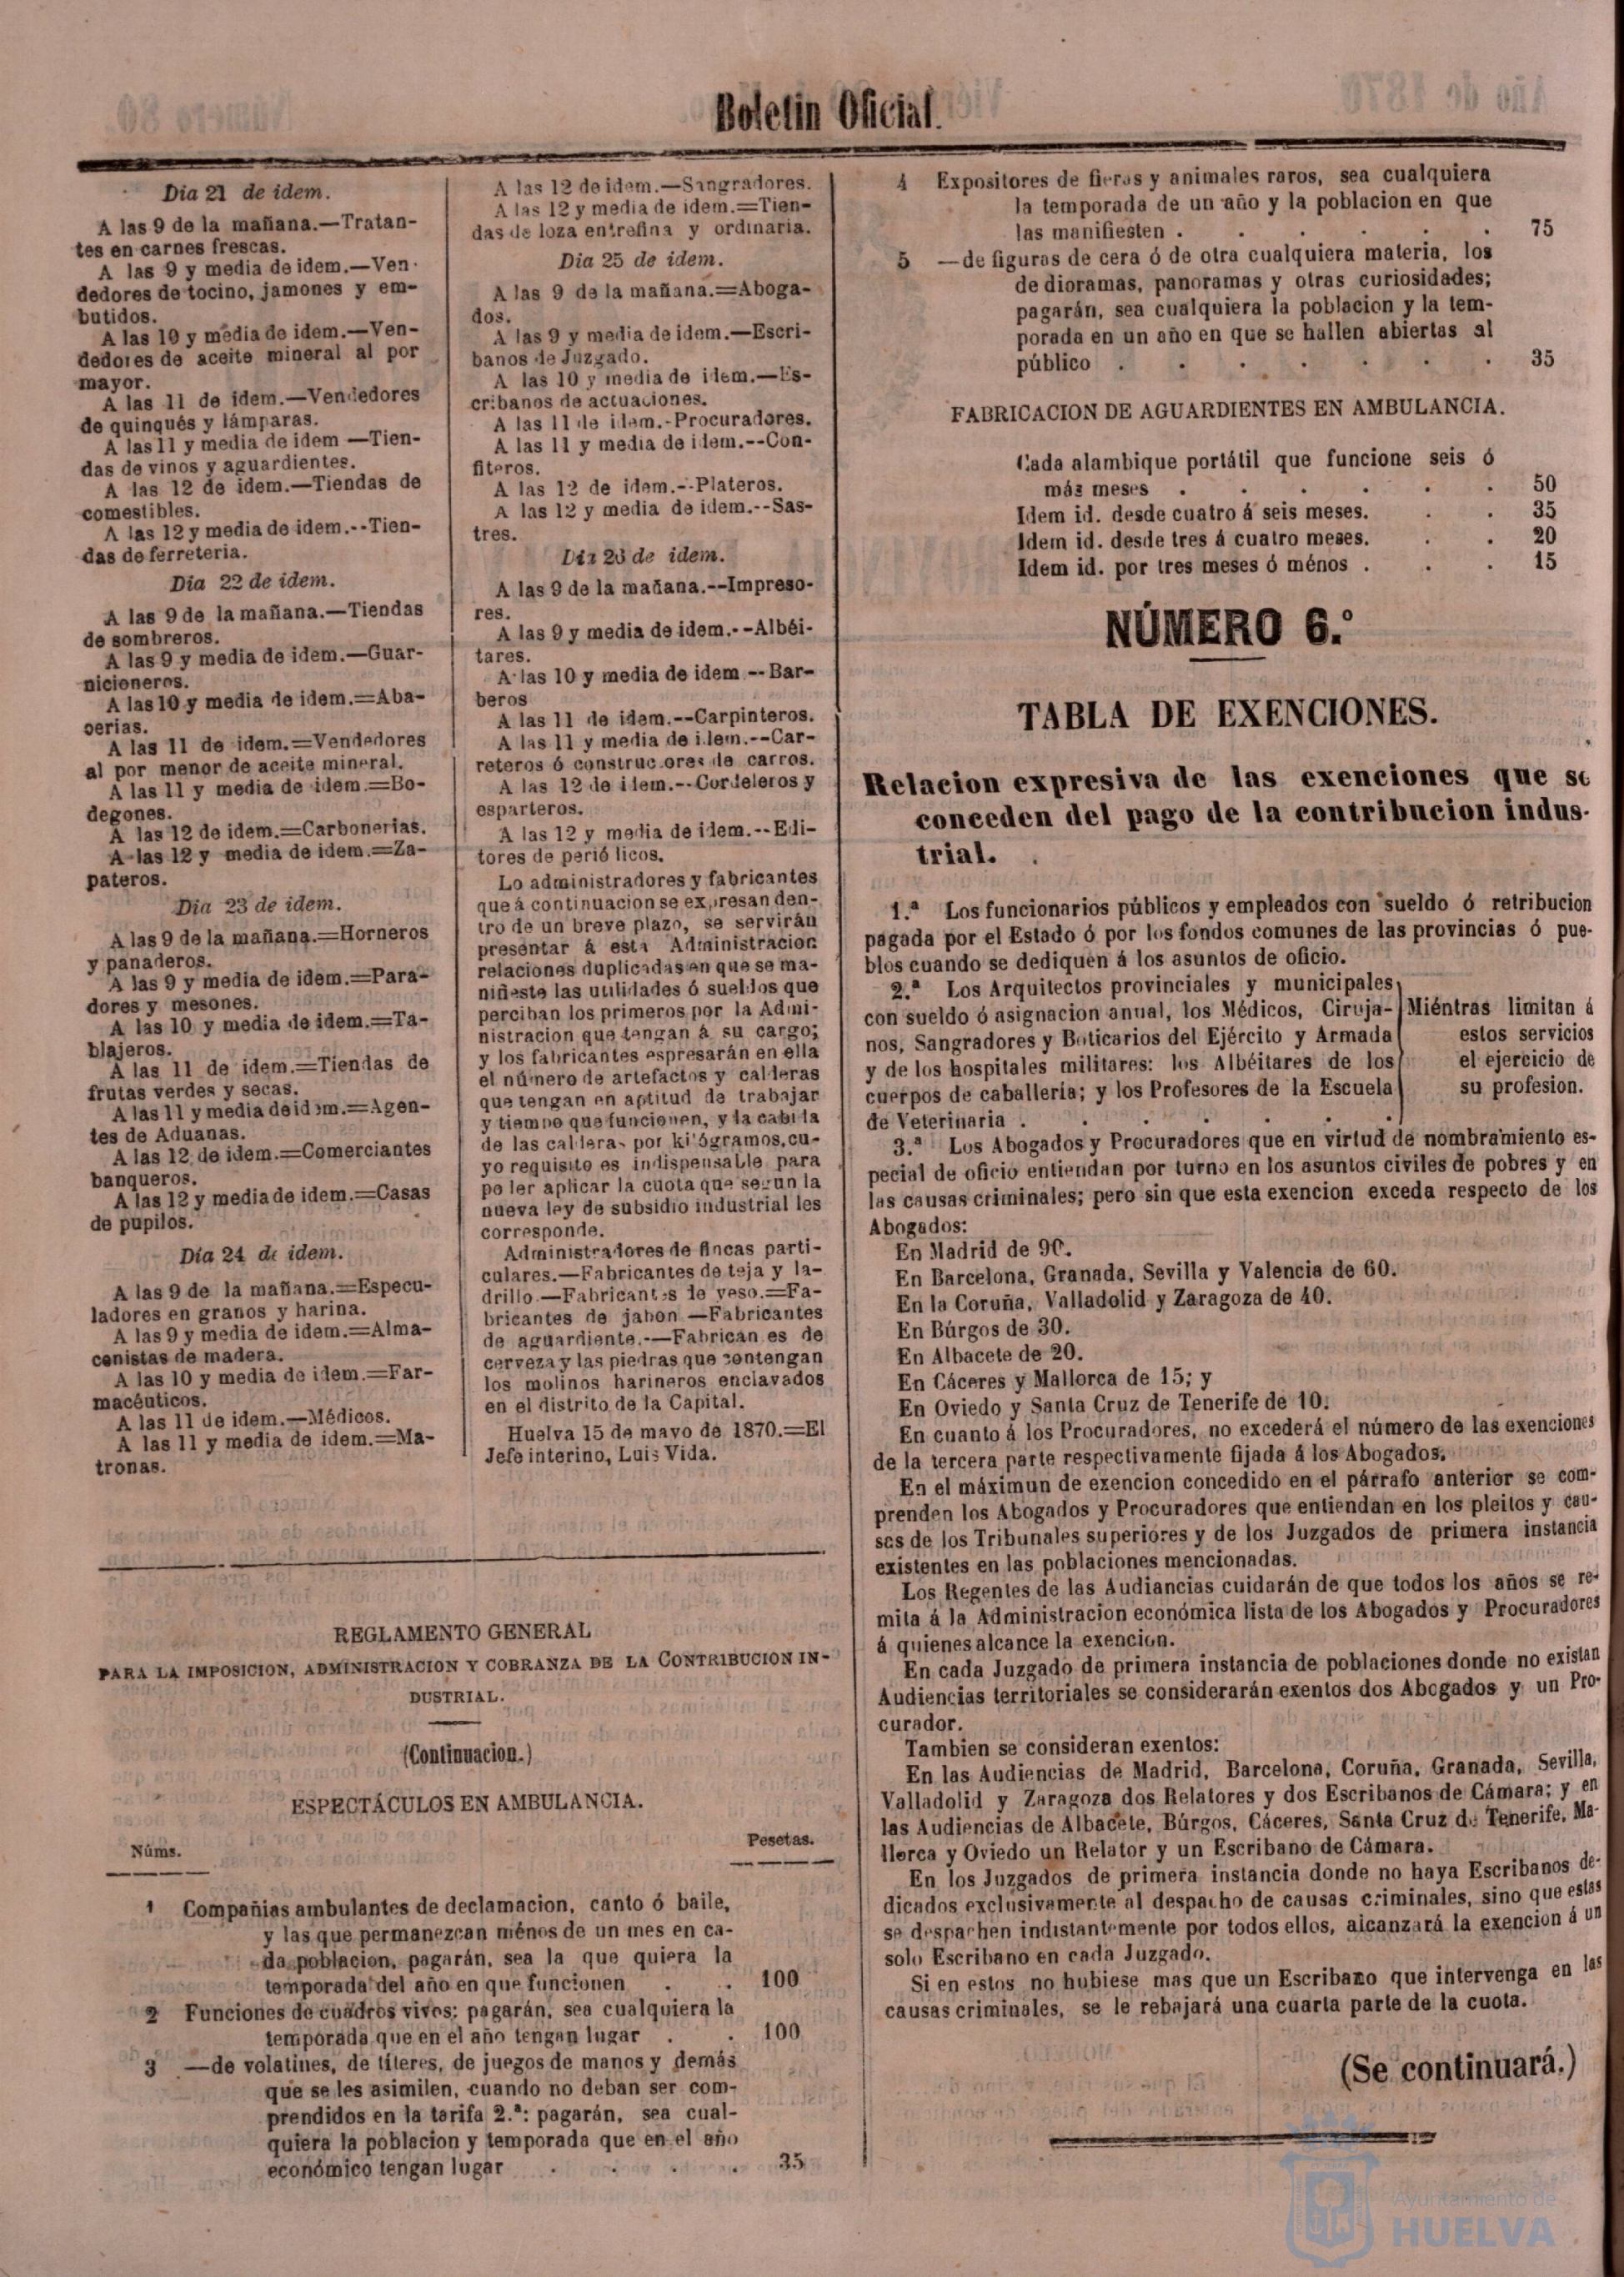 Boletin Oficial.
Dia 21 de idem.
A las 9 de la mañana.—Tratan-
tes en carnes frescas.
A las 9 y media de idem.—Ven-
dedores de tocino, jamones y em-
butidos.
A las 10 y media de idem.—Ven-
dedores de aceite mineral al por
mayor.
A las 11 de idem.—Vendedores
de quinqués y lámparas.
A las 11 y media de idem —Tien-
das de vinos y aguardientes.
A las 12 de idem.—Tiendas de
comestibles.
A las 12 y media de idem.--Tien-
das de ferreteria.
Dia 22 de idem.
A las 9 de la mañana.—Tiendas
de sombreros.
A las 9 y media de idem.—Guar-
nicioneros.
A las 10 y media de idem.=Aba-
cerias.
A las 11 de idem.=Vendedores
al por menor de aceite mineral.
A las 11 y media de idem.=Bo-
degones.
A las 12 de idem.=Carbonerias.
A las 12 y media de idem.=Za-
pateros.
Dia 23 de idem.
A las 9 de la mañana.=Horneros
y panaderos.
A las 9 y media de idem.=Para-
dores y mesones.
A las 10 y media de idem.=Ta-
blajeros.
A las 11 de idem.=Tiendas de
frutas verdes y secas.
A las 11 y media de idem.=Agen-
tes de Aduanas.
A las 12 de idem.=Comerciantes
banqueros.
A las 12 y media de idem.=Casas
de pupilos.
Dia 24 de idem.
A las 9 de la mañana.=Especu-
ladores en granos y harina.
A las 9 y media de idem.=Alma-
cenistas de madera.
A las 10 y media de idem.=Far-
macéuticos.
A las 11 de idem.—Médicos.
A las 11 y media de idem.=Ma-
tronas.
A las 12 de idem.—Sangradores.
A las 12 y media de idem.=Tien-
das de loza entrefina y ordinaria.
Dia 25 de idem.
A las 9 de la mañana.=Aboga-
dos.
A las 9 y media de idem.—Escri-
banos de Juzgado.
A las 10 y media de idem.—Es-
cribanos de actuaciones.
A las 11 de idem.-Procuradores.
A las 11 y media de idem.--Con-
fiteros.
A las 12 de idem.--Plateros.
A las 12 y media de idem.--Sas-
tres.
Dia 26 de idem.
A las 9 de la mañana.--Impreso-
res.
A las 9 y media de idem.--Albéi-
tares.
A las 10 y media de idem.--Bar-
beros
A las 11 de idem.--Carpinteros.
A las 11 y media de idem.--Car-
reteros ó constructores de carros.
A las 12 de idem.--Cordeleros y
esparteros.
A las 12 y media de idem.--Edi-
tores de periódicos.
Lo administradores y fabricantes
que á continuacion se expresan den-
tro de un breve plazo, se servirán
presentar á esta Administracion
relaciones duplicadas en que se ma-
nifieste las utilidades ó sueldos que
perciban los primeros por la Admi-
nistracion que tengan á su cargo;
y los fabricantes espresarán en ella
el número de artefactos y calderas
que tengan en aptitud de trabajar
y tiempo que funcionen, y la cabida
de las calderas por kilógramos, cu-
yo requisito es indispensable para
poder aplicar la cuota que segun la
nueva ley de subsidio industrial les
corresponde.
Administradores de fincas parti-
culares.—Fabricantes de teja y la-
drillo.—Fabricantes de yeso.=Fa-
bricantes de jabon.—Fabricantes
de aguardiente.-—Fabricantes de
cerveza y las piedras que contengan
los molinos harineros enclavados
en el distrito de la Capital.
Huelva 15 de mayo de 1870.=El
Jefe interino, Luis Vida.
REGLAMENTO GENERAL
PARA LA IMPOSICION, ADMINISTRACION Y COBRANZA DE LA CONTRIBUCION IN-
DUSTRIAL.
(Continuacion.)
ESPECTÁCULOS EN AMBULANCIA.
Núms. Pesetas.
1 Compañias ambulantes de declamacion, canto ó baile,
y las que permanezcan ménos de un mes en ca-
da poblacion, pagarán, sea la que quiera la
temporada del año en que funcionen . . 100
2 Funciones de cuadros vivos: pagarán, sea cualquiera la
temporada que en el año tengan lugar . . 100
3 —de volatines, de títeres, de juegos de manos y demás
que se les asimilen, cuando no deban ser com-
prendidos en la tarifa 2.ª: pagarán, sea cual-
quiera la poblacion y temporada que en el año
económico tengan lugar . . . . 35
4 Expositores de fieras y animales raros, sea cualquiera
la temporada de un año y la poblacion en que
las manifiesten . . . . . . 75
5 —de figuras de cera ó de otra cualquiera materia, los
de dioramas, panoramas y otras curiosidades;
pagarán, sea cualquiera la poblacion y la tem-
porada en un año en que se hallen abiertas al
público . . . . . . . 35
FABRICACION DE AGUARDIENTES EN AMBULANCIA.
Cada alambique portátil que funcione seis ó
más meses . . . . . . 50
Idem id. desde cuatro á seis meses. . . 35
Idem id. desde tres á cuatro meses. . . 20
Idem id. por tres meses ó ménos . . . 15
NÚMERO 6.º
TABLA DE EXENCIONES.
Relacion expresiva de las exenciones que se
conceden del pago de la contribucion indus-
trial.
1.ª Los funcionarios públicos y empleados con sueldo ó retribucion
pagada por el Estado ó por los fondos comunes de las provincias ó pue-
blos cuando se dediquen á los asuntos de oficio.
2.ª Los Arquitectos provinciales y municipales
con sueldo ó asignacion anual, los Médicos, Ciruja-
nos, Sangradores y Boticarios del Ejército y Armada
y de los hospitales militares: los Albéitares de los
cuerpos de caballería; y los Profesores de la Escuela
de Veterinaria . . . . . . .
Miéntras limitan á
estos servicios
el ejercicio de
su profesion.
3.ª Los Abogados y Procuradores que en virtud de nombramiento es-
pecial de oficio entiendan por turno en los asuntos civiles de pobres y en
las causas criminales; pero sin que esta exencion exceda respecto de los
Abogados:
En Madrid de 90.
En Barcelona, Granada, Sevilla y Valencia de 60.
En la Coruña, Valladolid y Zaragoza de 40.
En Búrgos de 30.
En Albacete de 20.
En Cáceres y Mallorca de 15; y
En Oviedo y Santa Cruz de Tenerife de 10.
En cuanto á los Procuradores, no excederá el número de las exenciones
de la tercera parte respectivamente fijada á los Abogados.
En el máximun de exencion concedido en el párrafo anterior se com-
prenden los Abogados y Procuradores que entiendan en los pleitos y cau-
sas de los Tribunales superiores y de los Juzgados de primera instancia
existentes en las poblaciones mencionadas.
Los Regentes de las Audiancias cuidarán de que todos los años se re-
mita á la Administracion económica lista de los Abogados y Procuradores
á quienes alcance la exencion.
En cada Juzgado de primera instancia de poblaciones donde no existan
Audiencias territoriales se considerarán exentos dos Abogados y un Pro-
curador.
Tambien se consideran exentos:
En las Audiencias de Madrid, Barcelona, Coruña, Granada, Sevilla,
Valladolid y Zaragoza dos Relatores y dos Escribanos de Cámara; y en
las Audiencias de Albacete, Búrgos, Cáceres, Santa Cruz de Tenerife, Ma-
llorca y Oviedo un Relator y un Escribano de Cámara.
En los Juzgados de primera instancia donde no haya Escribanos de-
dicados exclusivamente al despacho de causas criminales, sino que estas
se despachen indistantemente por todos ellos, alcanzará la exencion á un
solo Escribano en cada Juzgado.
Si en estos no hubiese mas que un Escribano que intervenga en las
causas criminales, se le rebajará una cuarta parte de la cuota.
(Se continuará.)
Ayuntamiento de
HUELVA